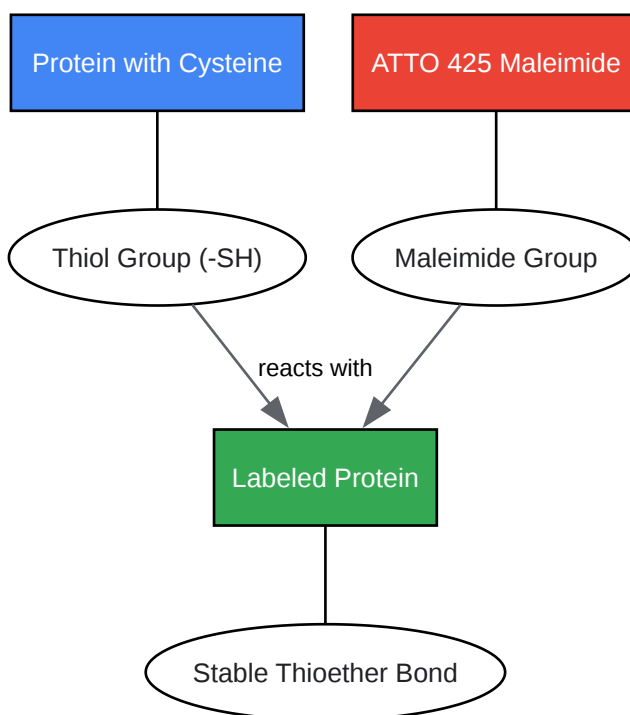 Protein with Cysteine
ATTO 425 Maleimide
Thiol Group (-SH)
Maleimide Group
reacts with
Labeled Protein
Stable Thioether Bond